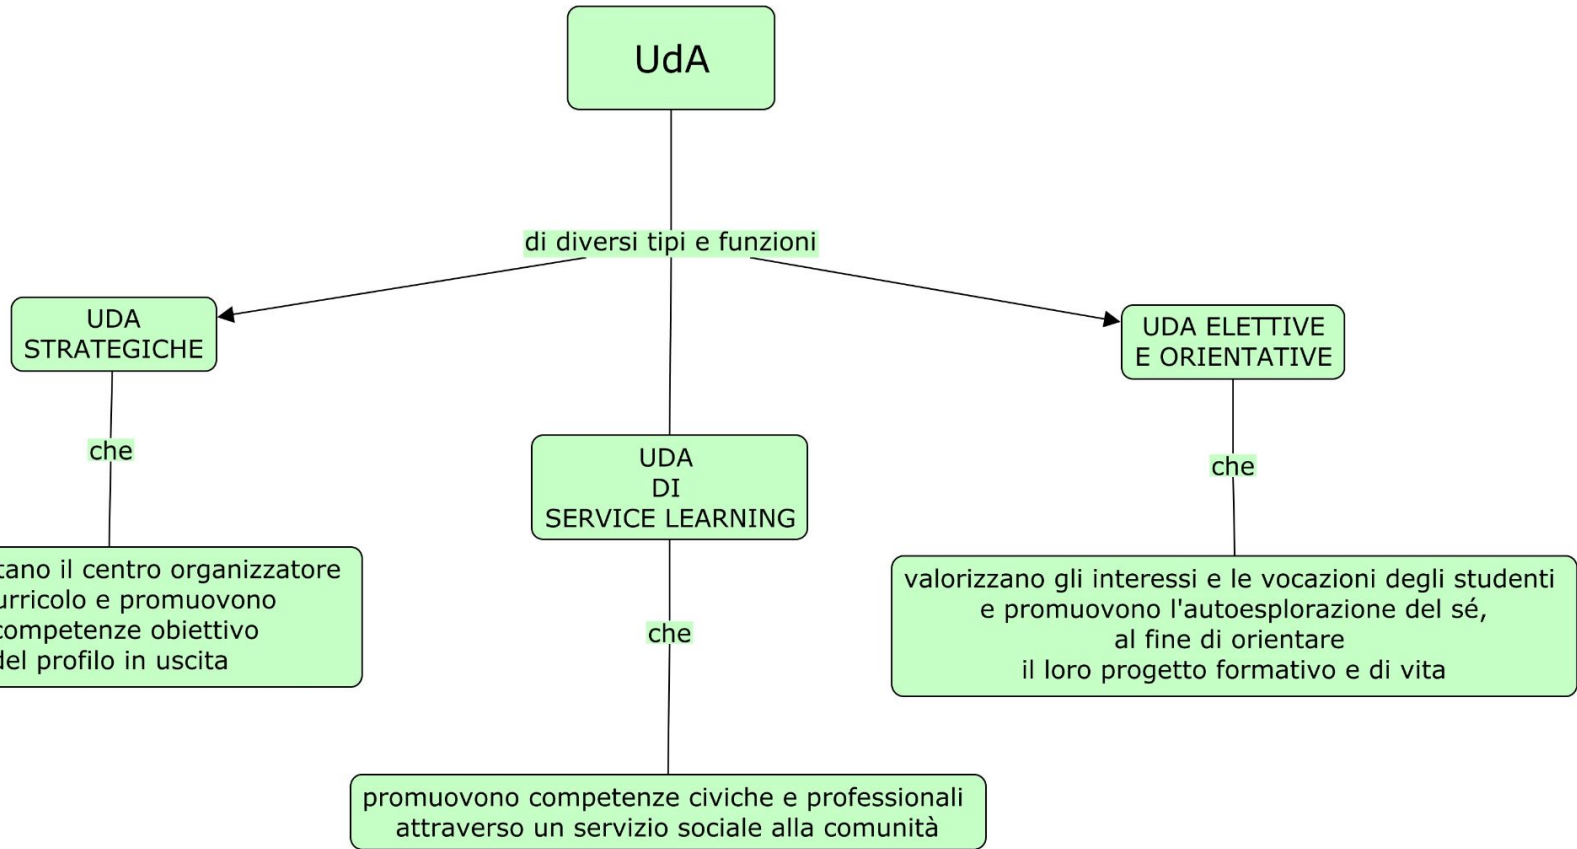 UdA
di diversi tipi e funzioni
UDA
STRATEGICHE
che
il centro organizzatore
e promuovono
competenze obiettivo
del profilo in uscita
UDA
DI
SERVICE LEARNING
che
promuovono competenze civiche e professionali
attraverso un servizio sociale alla comunità
UDA ELETTIVE
E ORIENTATIVE
che
valorizzano gli interessi e le vocazioni degli studenti
e promuovono l'autoesplorazione del sé,
al fine di orientare
il loro progetto formativo e di vita